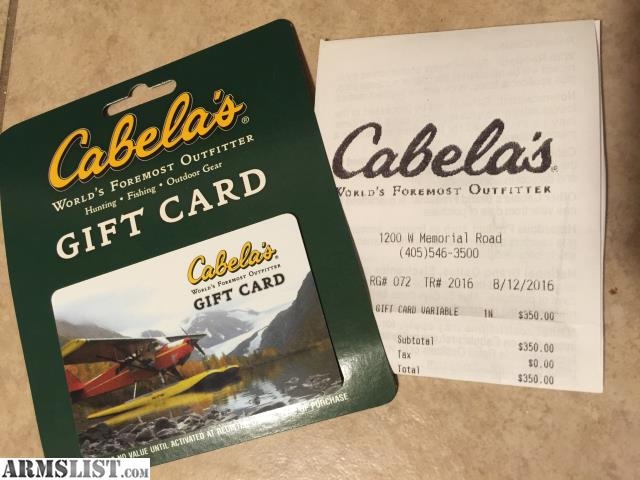 Cabela's®
WORLD'S FOREMOST OUTFITTER
Hunting • Fishing • Outdoor Gear
GIFT CARD
Cabela's®
WORLD'S FOREMOST OUTFITTER
GIFT CARD
NO VALUE UNTIL ACTIVATED AT OF PURCHASE
Cabela's®
WORLD'S FOREMOST OUTFITTER
1200 W Memorial Road
(405)546-3500
RG# 072 TR# 2016 8/12/2016
GIFT CARD VARIABLE IN $350.00
Subtotal $350.00
Tax $0.00
Total $350.00
ARMSLIST.COM